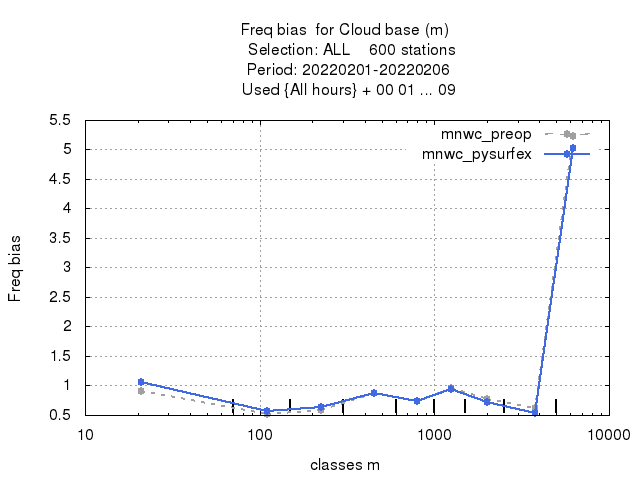 Freq bias  for Cloud base (m)
Selection: ALL    600 stations
Period: 20220201-20220206
Used {All hours} + 00 01 ... 09
mnwc_preop
mnwc_pysurfex
5.5
5
4.5
4
3.5
3
2.5
2
1.5
1
0.5
Freq bias
10
100
1000
10000
classes m